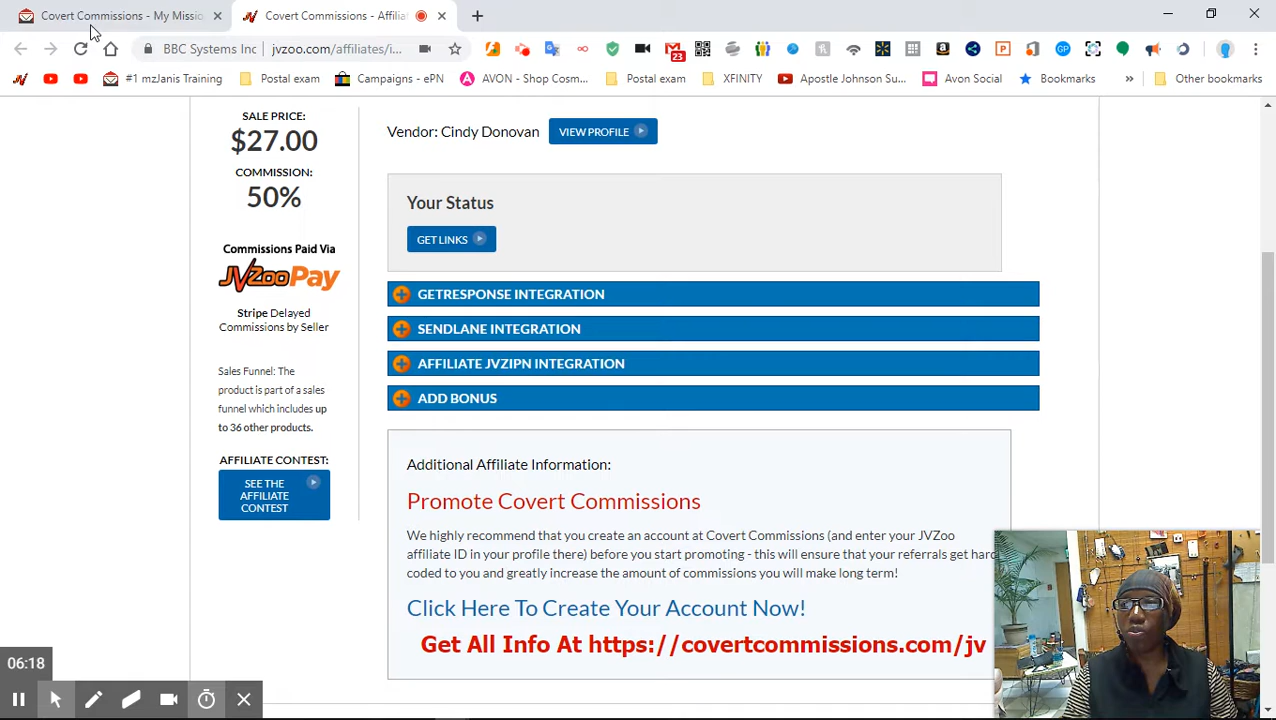 Covert Commissions - My Missio
Covert Commissions - Affilia
BBC Systems Inc
jvzoo.com/affiliates/i...
23
#1 mzJanis Training
Postal exam
Campaigns - ePN
AVON - Shop Cosm...
Postal exam
XFINITY
Apostle Johnson Su...
Avon Social
Bookmarks
»
Other bookmarks
SALE PRICE:
$27.00
COMMISSION:
50%
Commissions Paid Via
JVZooPay
Stripe Delayed
Commissions by Seller
Sales Funnel: The
product is part of a sales
funnel which includes up
to 36 other products.
AFFILIATE CONTEST:
SEE THE
AFFILIATE
CONTEST
Vendor: Cindy Donovan
VIEW PROFILE
Your Status
GET LINKS
GETRESPONSE INTEGRATION
SENDLANE INTEGRATION
AFFILIATE JVZIPN INTEGRATION
ADD BONUS
Additional Affiliate Information:
Promote Covert Commissions
We highly recommend that you create an account at Covert Commissions (and enter your JVZoo
affiliate ID in your profile there) before you start promoting - this will ensure that your referrals get hard
coded to you and greatly increase the amount of commissions you will make long term!
Click Here To Create Your Account Now!
Get All Info At https://covertcommissions.com/jv
06:18